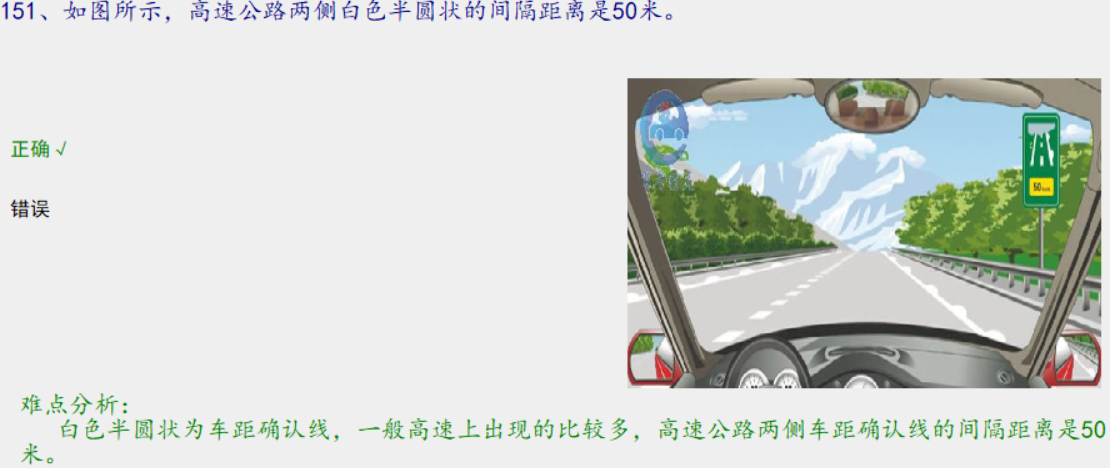 151、如图所示，高速公路两侧白色半圆状的间隔距离是50米。
正确√
错误
50
难点分析：
白色半圆状为车距确认线，一般高速上出现的比较多，高速公路两侧车距确认线的间隔距离是50
米。